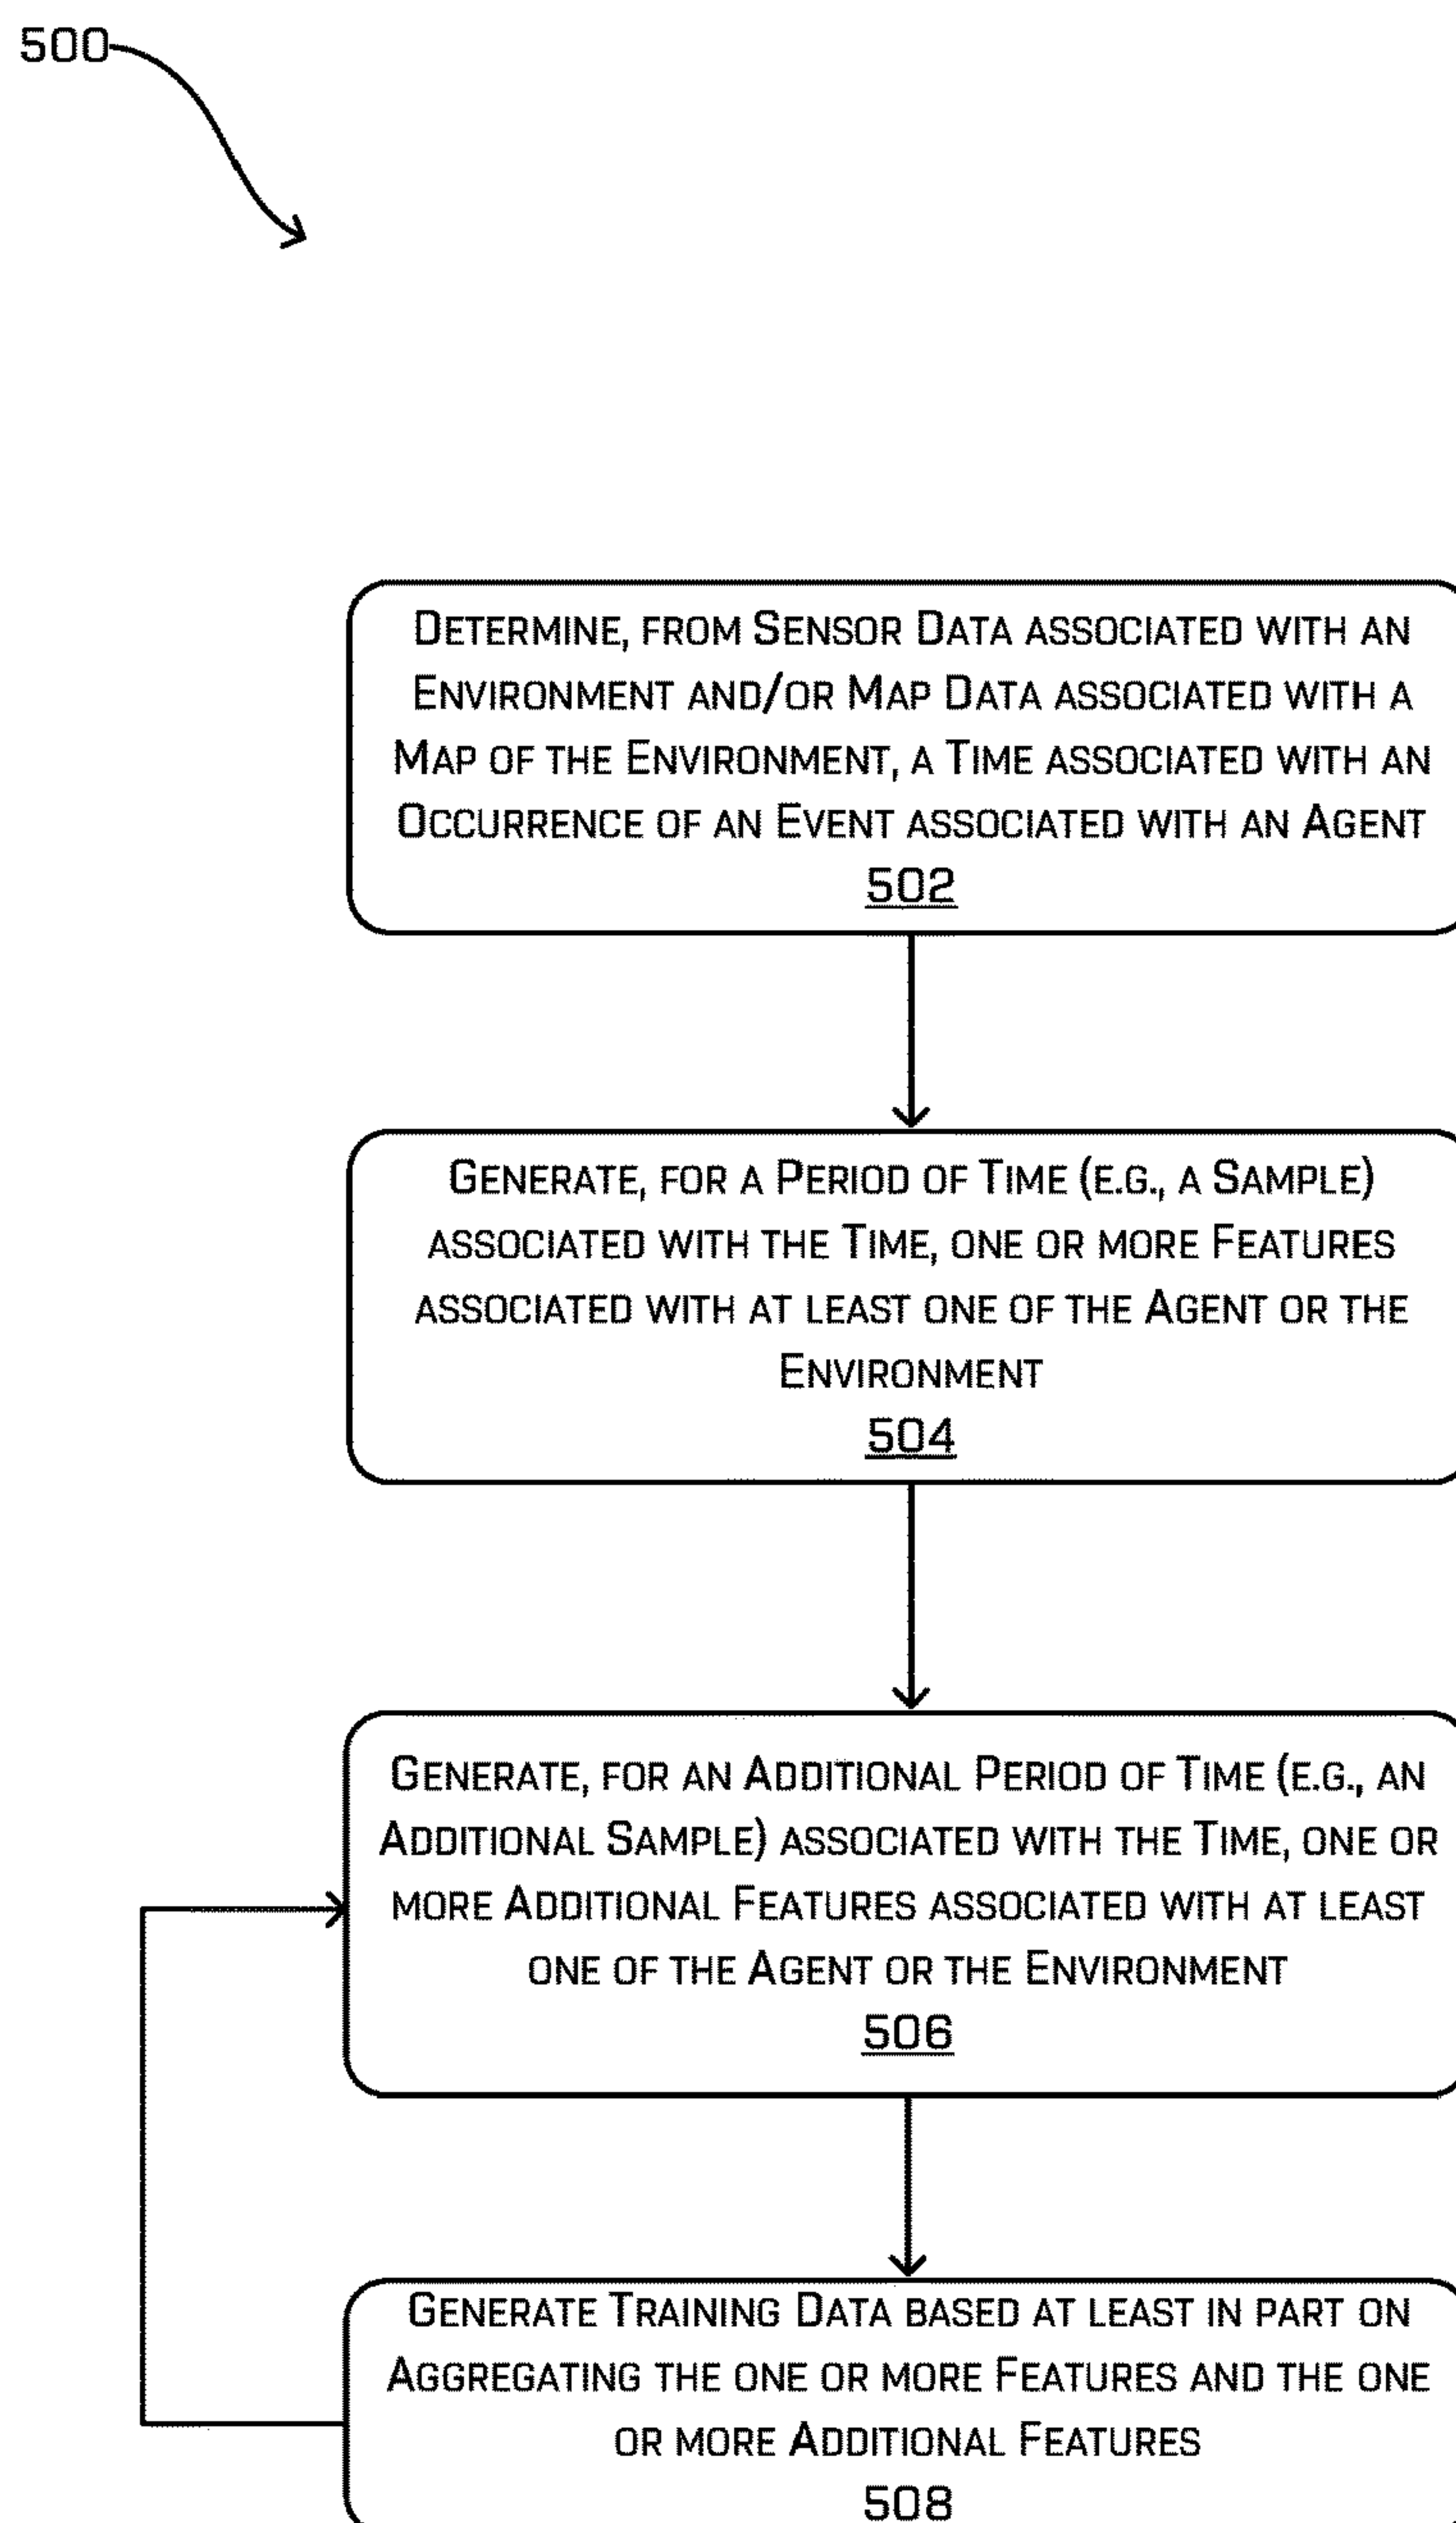 500
Determine, from Sensor Data associated with an
Environment and/or Map Data associated with a
Map of the Environment, a Time associated with an
Occurrence of an Event associated with an Agent
502
Generate, for a Period of Time (e.g., a Sample)
associated with the Time, one or more Features
associated with at least one of the Agent or the
Environment
504
Generate, for an Additional Period of Time (e.g., an
Additional Sample) associated with the Time, one or
more Additional Features associated with at least
one of the Agent or the Environment
506
Generate Training Data based at least in part on
Aggregating the one or more Features and the one
or more Additional Features
508